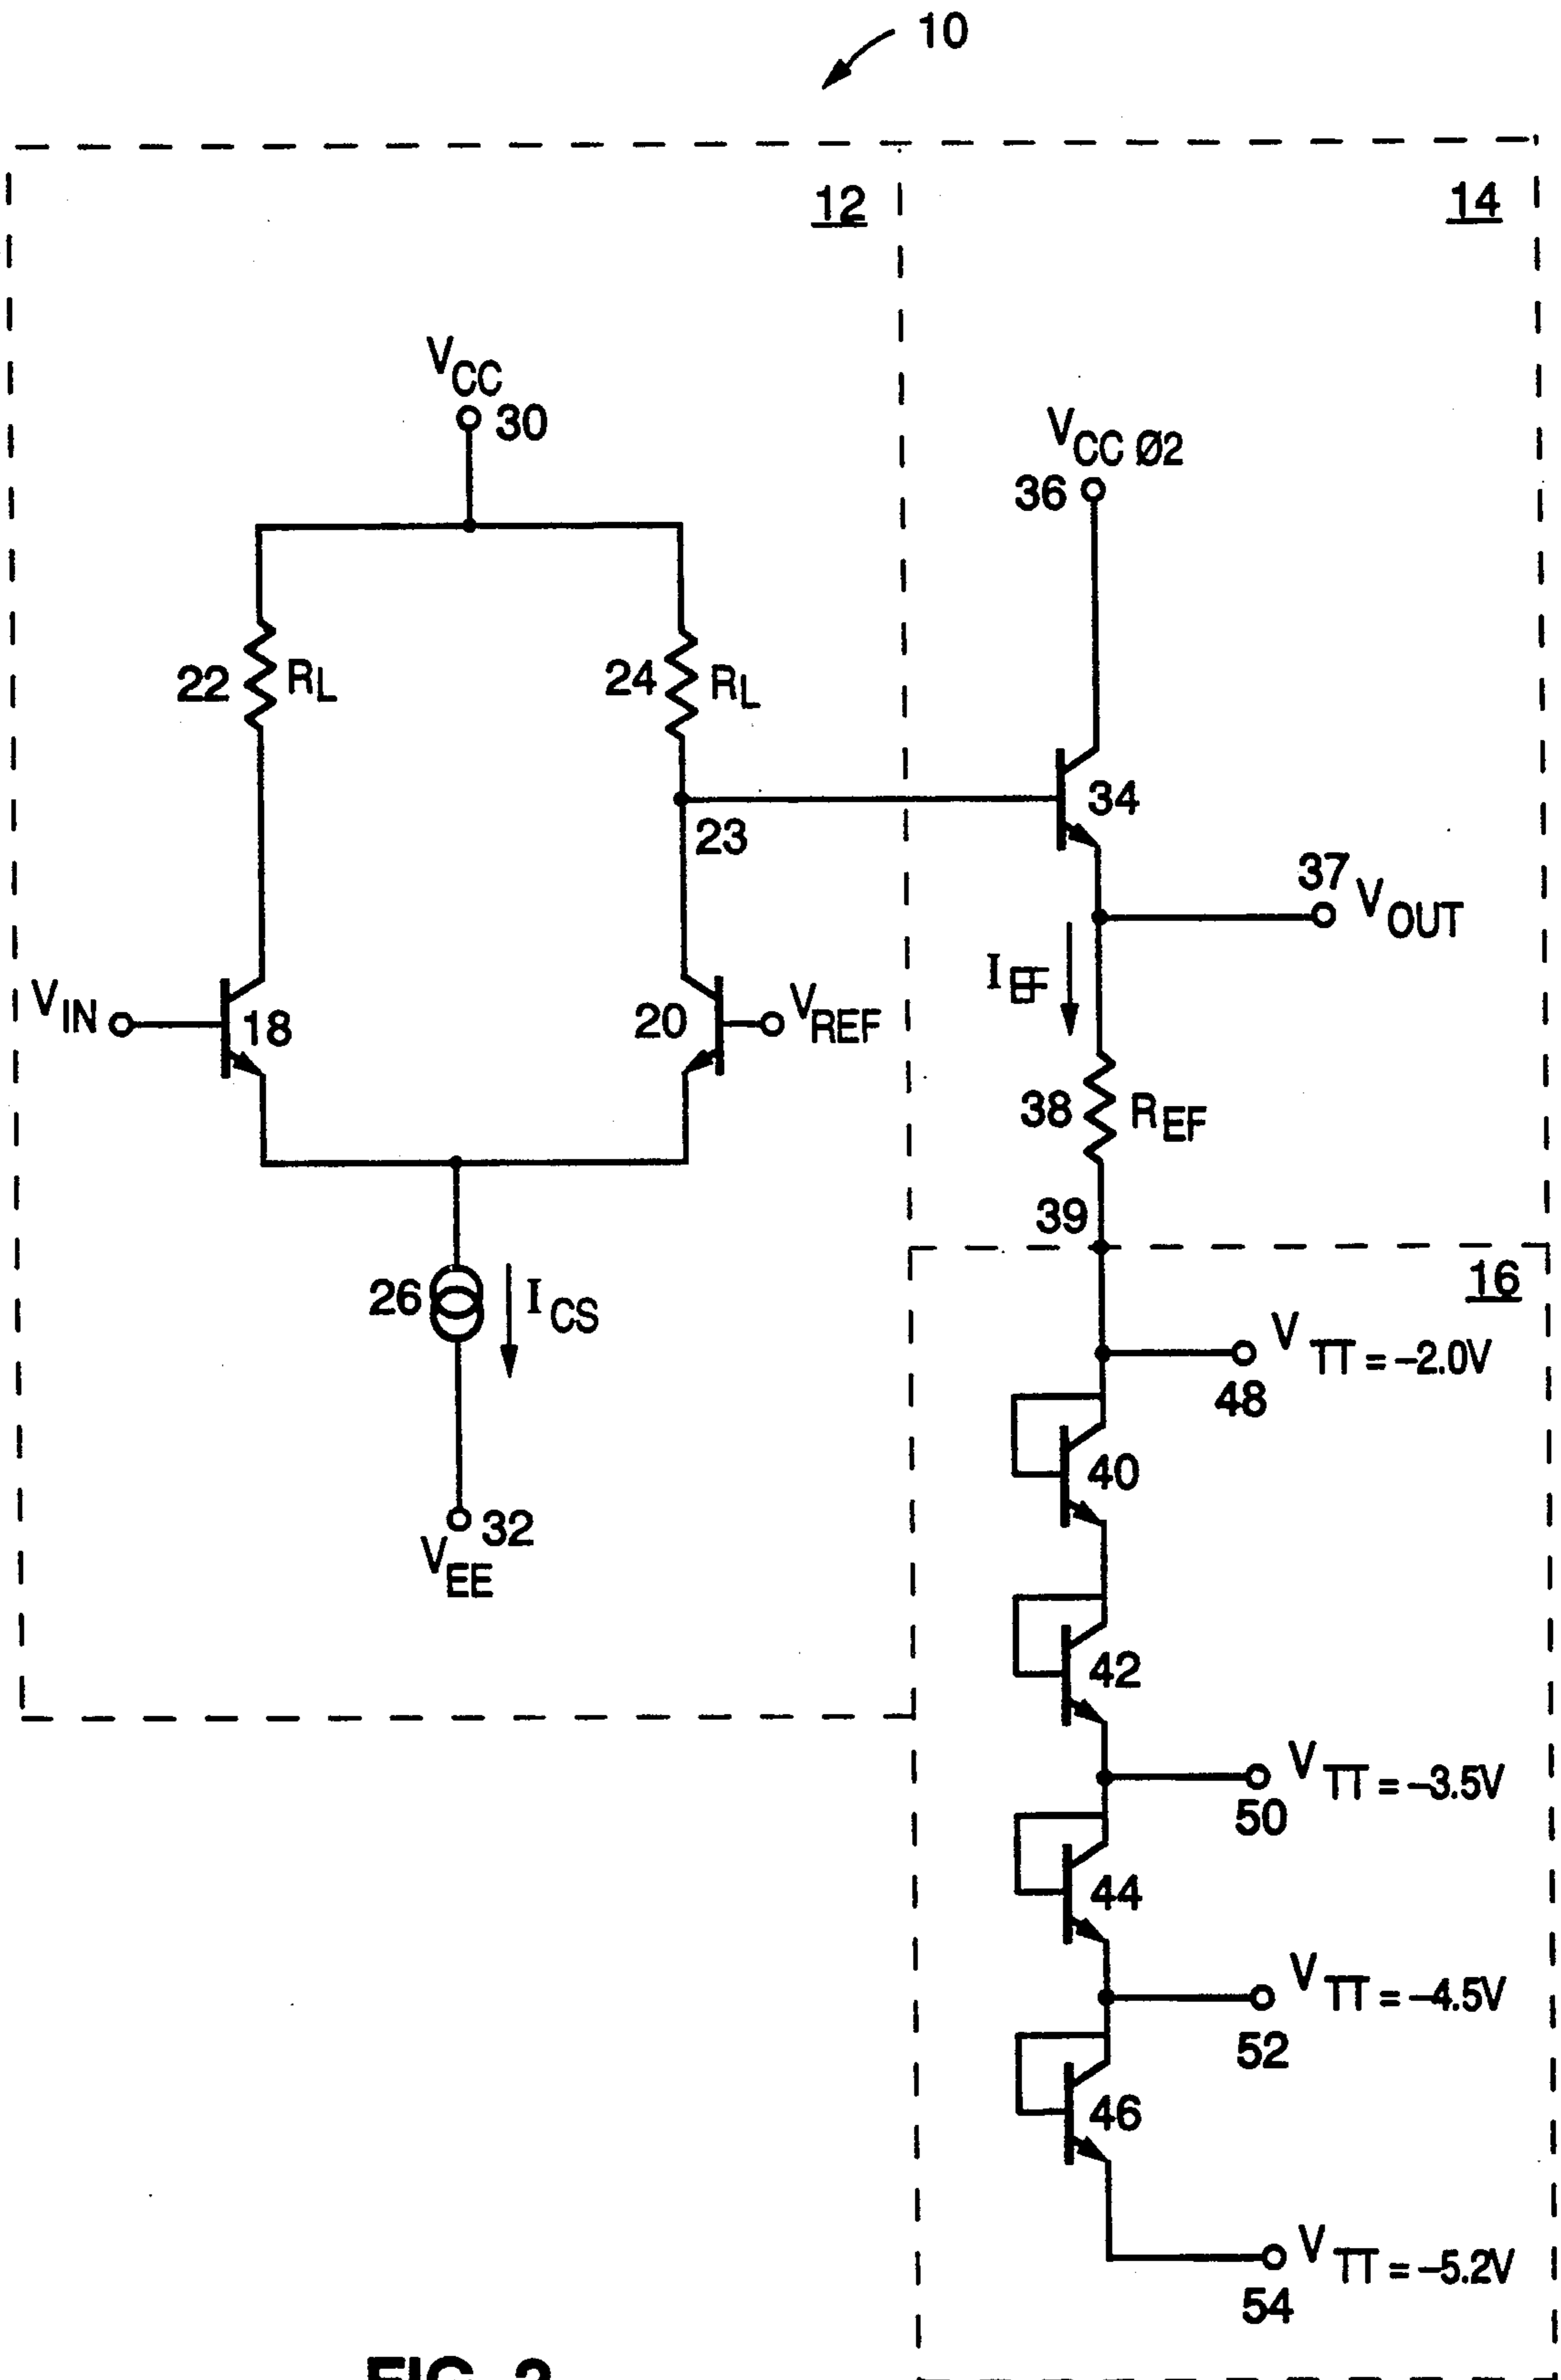 10
12
14
VCC
30
VCC Ø2
36
22 RL
24 RL
34
23
37 VOUT
IEF
VIN
18
20
VREF
38 REF
39
16
26 ICS
VTT = –2.0V
48
40
32
VEE
42
VTT = –3.5V
50
44
VTT = –4.5V
52
46
VTT = –5.2V
54
FIG. 2